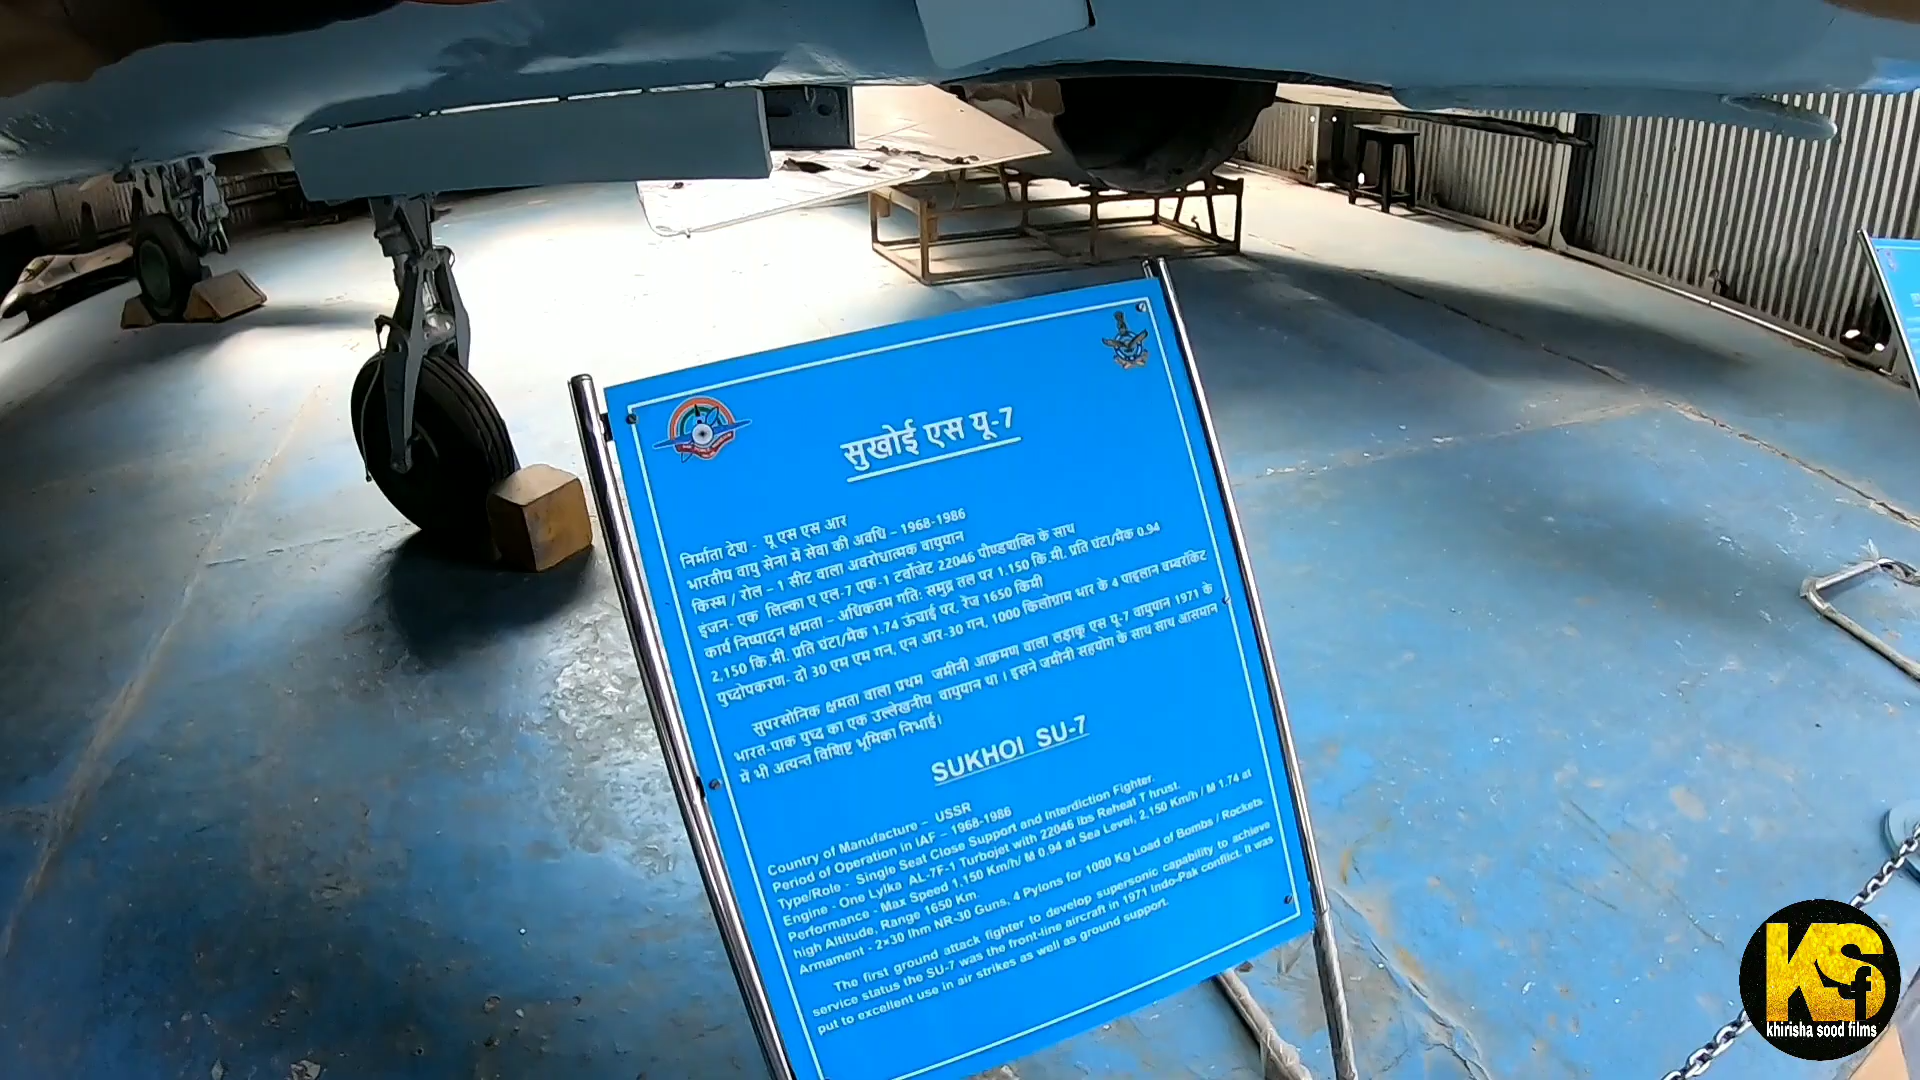 सुखोई एस यू-7
निर्माता देश - यू एस एस आर
भारतीय वायु सेना में सेवा की अवधि – 1968-1986
किस्म / रोल – 1 सीट वाला अवरोधात्मक वायुयान
इंजन- एक लिल्का ए एल-7 एफ-1 टर्वोजेट 22046 पौण्डशक्ति के साथ
कार्य निष्पादन क्षमता – अधिकतम गतिः समुद्र तल पर 1,150 कि.मी. प्रति घंटा/मैक 0.94
2,150 कि.मी. प्रति घंटा/मैक 1.74 ऊंचाई पर, रेंज 1650 किमी
युध्दोपकरण- दो 30 एम एम गन, एन आर-30 गन, 1000 किलोग्राम भार के 4 पाइलान बम्बरॉकेट
सुपरसोनिक क्षमता वाला प्रथम जमीनी आक्रमण वाला लड़ाकू एस यू-7 वायुयान 1971 के
भारत-पाक युध्द का एक उल्लेखनीय वायुयान था । इसने जमीनी सहयोग के साथ साथ आसमान
में भी अत्यन्त विशिष्ट भूमिका निभाई।
SUKHOI SU-7
Country of Manufacture – USSR
Period of Operation in IAF – 1968-1986
Type/Role - Single Seat Close Support and Interdiction Fighter.
Engine - One Lylka AL-7F-1 Turbojet with 22046 lbs Reheat Thrust.
Performance - Max Speed 1,150 Km/h/ M 0.94 at Sea Level, 2,150 Km/h / M 1.74 at
high Altitude, Range 1650 Km
Armament - 2×30 lhm NR-30 Guns, 4 Pylons for 1000 Kg Load of Bombs / Rockets
The first ground attack fighter to develop supersonic capability to achieve
service status the SU-7 was the front-line aircraft in 1971 Indo-Pak conflict. It was
put to excellent use in air strikes as well as ground support.
KSf
khirisha sood films